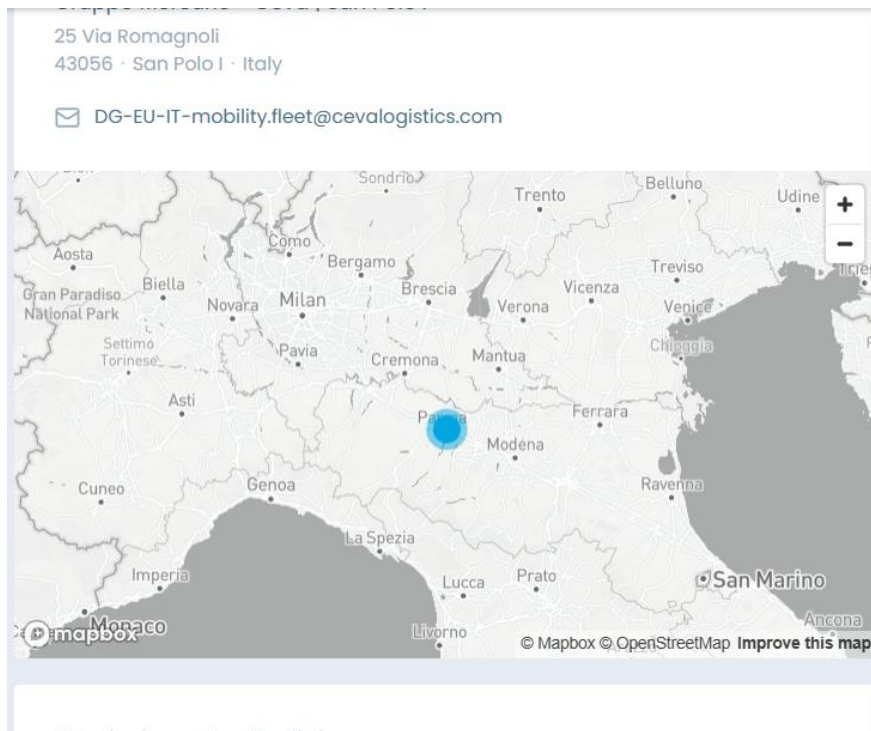 25 Via Romagnoli
43056 · San Polo I · Italy
DG-EU-IT-mobility.fleet@cevalogistics.com
Sondrio
Trento
Belluno
Udine
+
−
Aosta
Como
Bergamo
Biella
Brescia
Treviso
Gran Paradiso
National Park
Novara
Milan
Vicenza
Verona
Venice
Settimo
Torinese
Pavia
Cremona
Mantua
Chioggia
Asti
Ferrara
Modena
Cuneo
Genoa
Ravenna
La Spezia
Imperia
Lucca
Prato
San Marino
Monaco
mapbox
Livorno
Ancona
© Mapbox © OpenStreetMap Improve this map